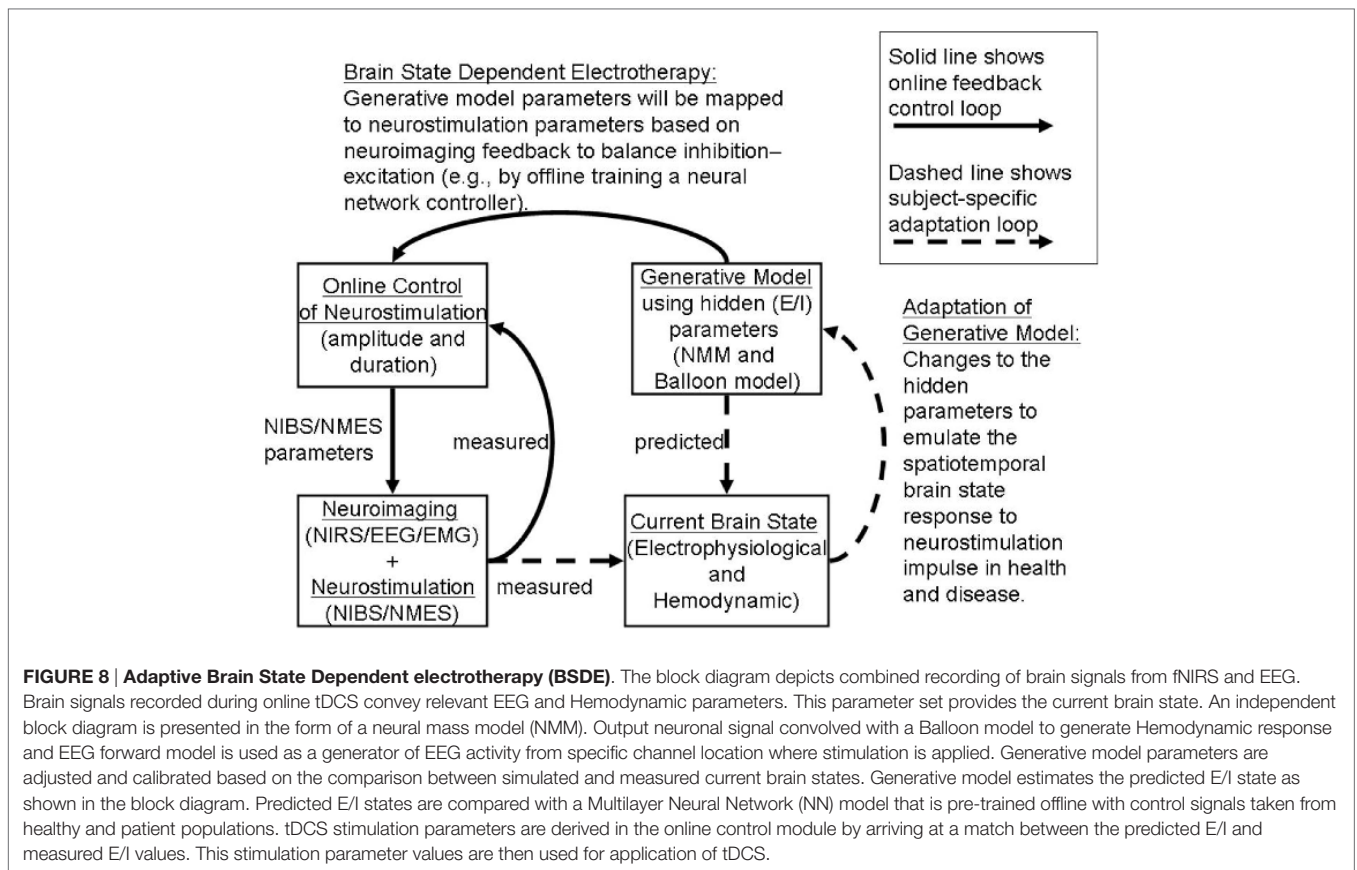 Brain State Dependent Electrotherapy:
Generative model parameters will be mapped
to neurostimulation parameters based on
neuroimaging feedback to balance inhibition–
excitation (e.g., by offline training a neural
network controller).
Solid line shows
online feedback
control loop
Dashed line shows
subject-specific
adaptation loop
Online Control
of Neurostimulation
(amplitude and
duration)
Generative Model
using hidden (E/I)
parameters
(NMM and
Balloon model)
Adaptation of
Generative Model:
Changes to the
hidden
parameters to
emulate the
spatiotemporal
brain state
response to
neurostimulation
impulse in health
and disease.
NIBS/NMES
parameters
measured
predicted
Neuroimaging
(NIRS/EEG/EMG)
+
Neurostimulation
(NIBS/NMES)
measured
Current Brain State
(Electrophysiological
and
Hemodynamic)
FIGURE 8 | Adaptive Brain State Dependent electrotherapy (BSDE). The block diagram depicts combined recording of brain signals from fNIRS and EEG.
Brain signals recorded during online tDCS convey relevant EEG and Hemodynamic parameters. This parameter set provides the current brain state. An independent
block diagram is presented in the form of a neural mass model (NMM). Output neuronal signal convolved with a Balloon model to generate Hemodynamic response
and EEG forward model is used as a generator of EEG activity from specific channel location where stimulation is applied. Generative model parameters are
adjusted and calibrated based on the comparison between simulated and measured current brain states. Generative model estimates the predicted E/I state as
shown in the block diagram. Predicted E/I states are compared with a Multilayer Neural Network (NN) model that is pre-trained offline with control signals taken from
healthy and patient populations. tDCS stimulation parameters are derived in the online control module by arriving at a match between the predicted E/I and
measured E/I values. This stimulation parameter values are then used for application of tDCS.